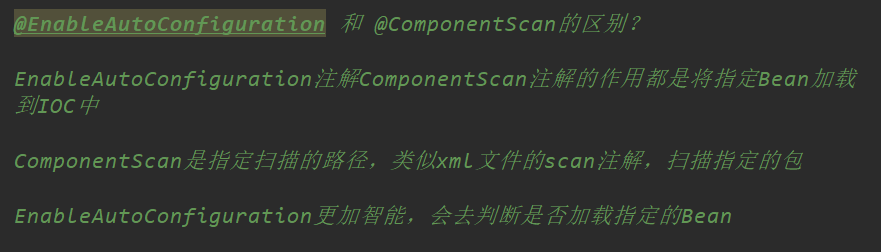 @EnableAutoConfiguration 和 @ComponentScan的区别?
EnableAutoConfiguration注解ComponentScan注解的作用都是将指定Bean加载
到IOC中
ComponentScan是指定扫描的路径，类似xml文件的scan注解，扫描指定的包
EnableAutoConfiguration更加智能，会去判断是否加载指定的Bean